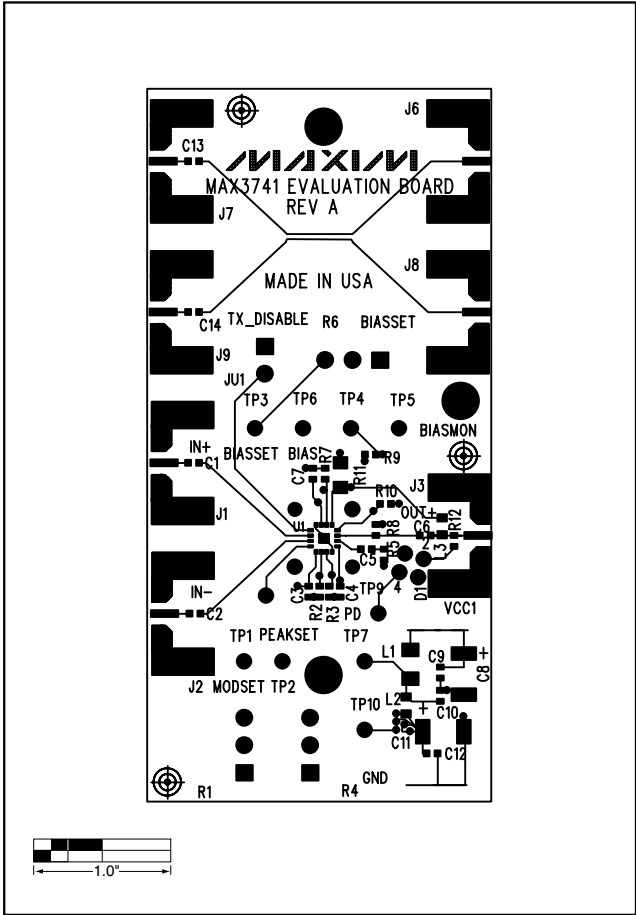 J6
C13
MAXIM
MAX3741 EVALUATION BOARD
REV A
J7
J8
MADE IN USA
C14
TX_DISABLE R6 BIASSET
J9
JU1
TP3 TP6 TP4 TP5
BIASMON
IN+
C1
BIASSET BIAS
R7
C7
R11
R9
J3
R10
J1
OUT+
U1
R8
C6
R12
C5
R5
L3
2
IN-
C3
R2
R3
C4
TP9
4
D1
C2
PD
VCC1
TP1 PEAKSET TP7
L1
C9
+
C8
J2 MODSET TP2
L2
TP10
+
C10
C11
C12
GND
R1
R4
1.0"